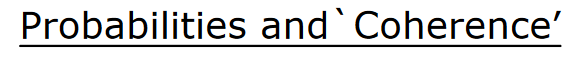 Probabilities and ` Coherence’